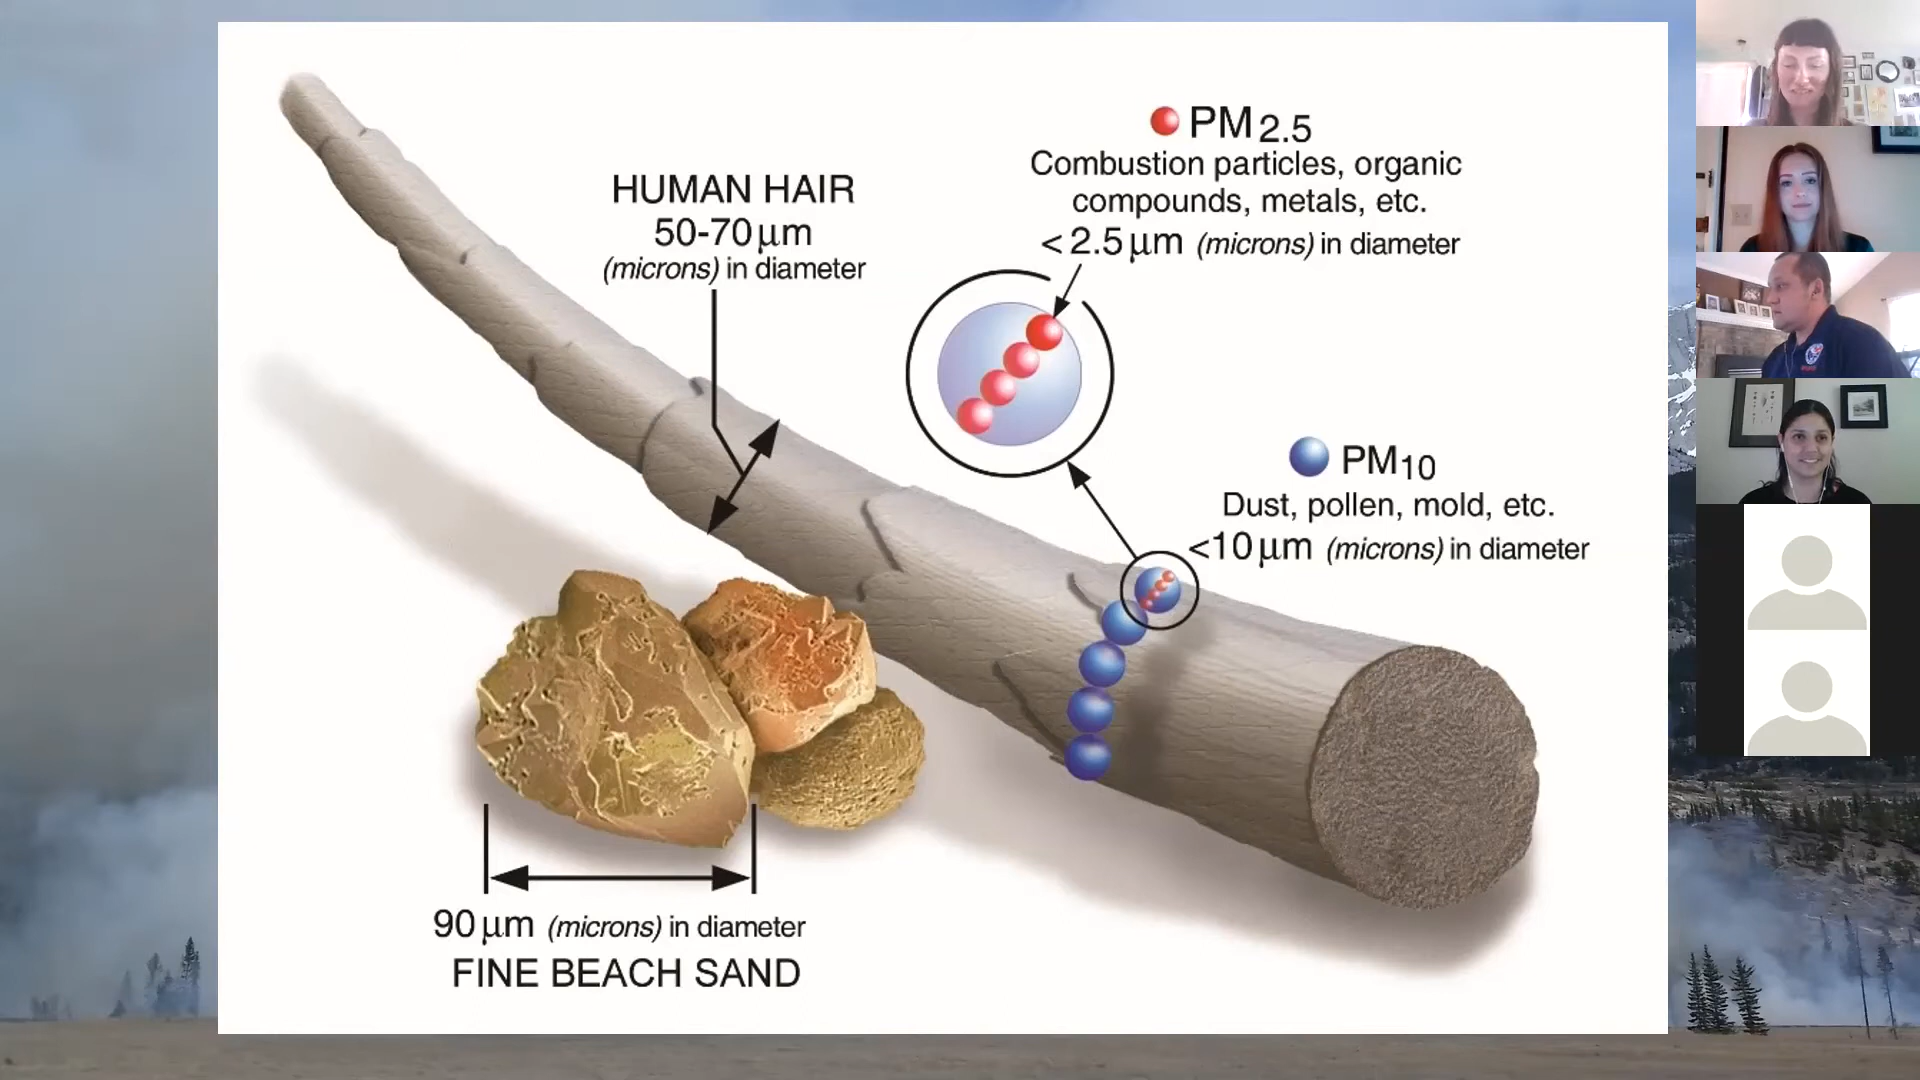 HUMAN HAIR
50-70 µm
(microns) in diameter
PM2.5
Combustion particles, organic
compounds, metals, etc.
< 2.5 µm (microns) in diameter
PM10
Dust, pollen, mold, etc.
<10 µm (microns) in diameter
90 µm (microns) in diameter
FINE BEACH SAND